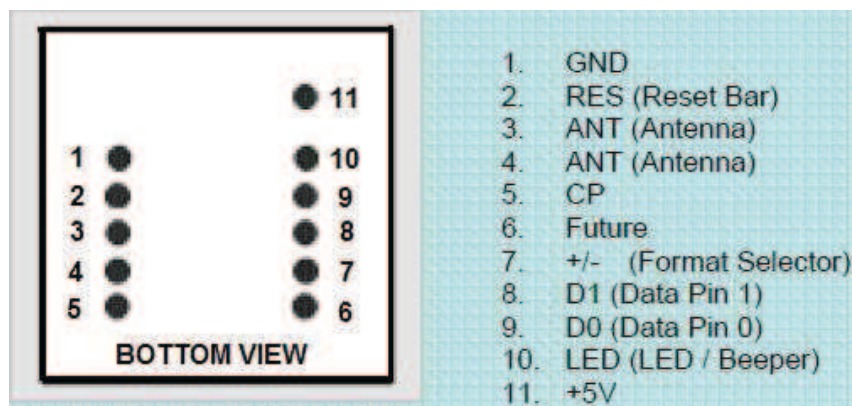 11
1 10
2 9
3 8
4 7
5 6
BOTTOM VIEW
1. GND
2. RES (Reset Bar)
3. ANT (Antenna)
4. ANT (Antenna)
5. CP
6. Future
7. +/- (Format Selector)
8. D1 (Data Pin 1)
9. D0 (Data Pin 0)
10. LED (LED / Beeper)
11. +5V